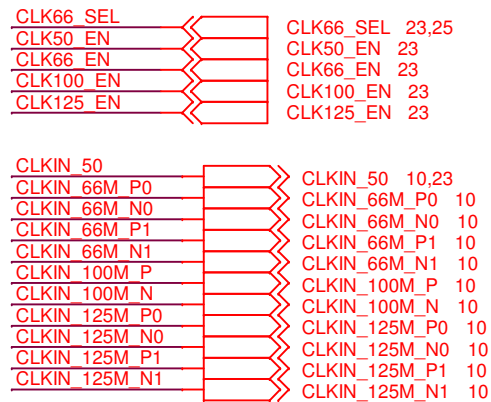 CLK66_SEL CLK66_SEL 23,25
CLK50_EN CLK50_EN 23
CLK66_EN CLK66_EN 23
CLK100_EN CLK100_EN 23
CLK125_EN CLK125_EN 23
CLKIN_50 CLKIN_50 10,23
CLKIN_66M_P0 CLKIN_66M_P0 10
CLKIN_66M_N0 CLKIN_66M_N0 10
CLKIN_66M_P1 CLKIN_66M_P1 10
CLKIN_66M_N1 CLKIN_66M_N1 10
CLKIN_100M_P CLKIN_100M_P 10
CLKIN_100M_N CLKIN_100M_N 10
CLKIN_125M_P0 CLKIN_125M_P0 10
CLKIN_125M_N0 CLKIN_125M_N0 10
CLKIN_125M_P1 CLKIN_125M_P1 10
CLKIN_125M_N1 CLKIN_125M_N1 10